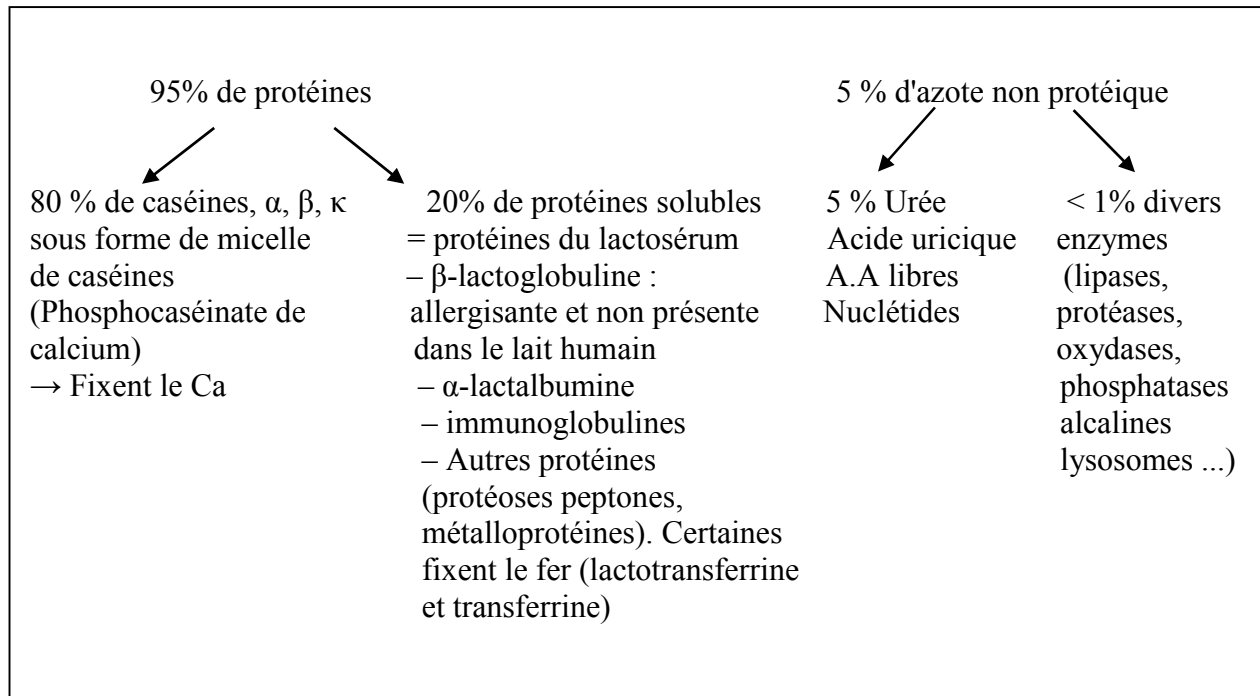 95% de protéines
5 % d'azote non protéique
80 % de caséines, α, β, κ
sous forme de micelle
de caséines
(Phosphocaséinate de
calcium)
→ Fixent le Ca
20% de protéines solubles
= protéines du lactosérum
– β-lactoglobuline :
allergisante et non présente
dans le lait humain
– α-lactalbumine
– immunoglobulines
– Autres protéines
(protéoses peptones,
métalloprotéines). Certaines
fixent le fer (lactotransferrine
et transferrine)
5 % Urée
Acide uricique
A.A libres
Nuclétides
< 1% divers
enzymes
(lipases,
protéases,
oxydases,
phosphatases
alcalines
lysosomes ...)